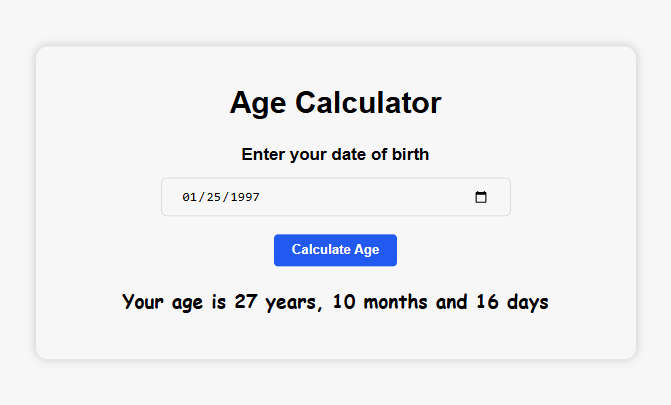 Age Calculator
Enter your date of birth
01/25/1997
Calculate Age
Your age is 27 years, 10 months and 16 days